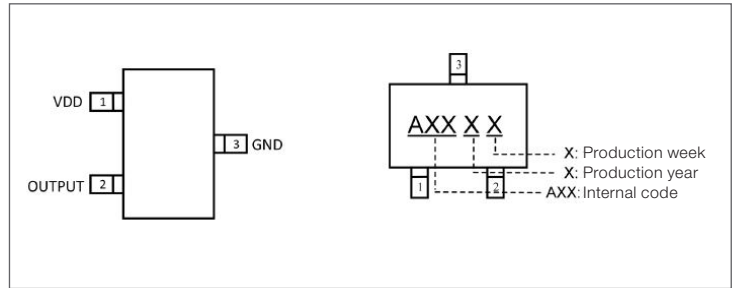 VDD 1
3 GND
OUTPUT 2
3
AXX X X
X: Production week
X: Production year
1
2
AXX: Internal code